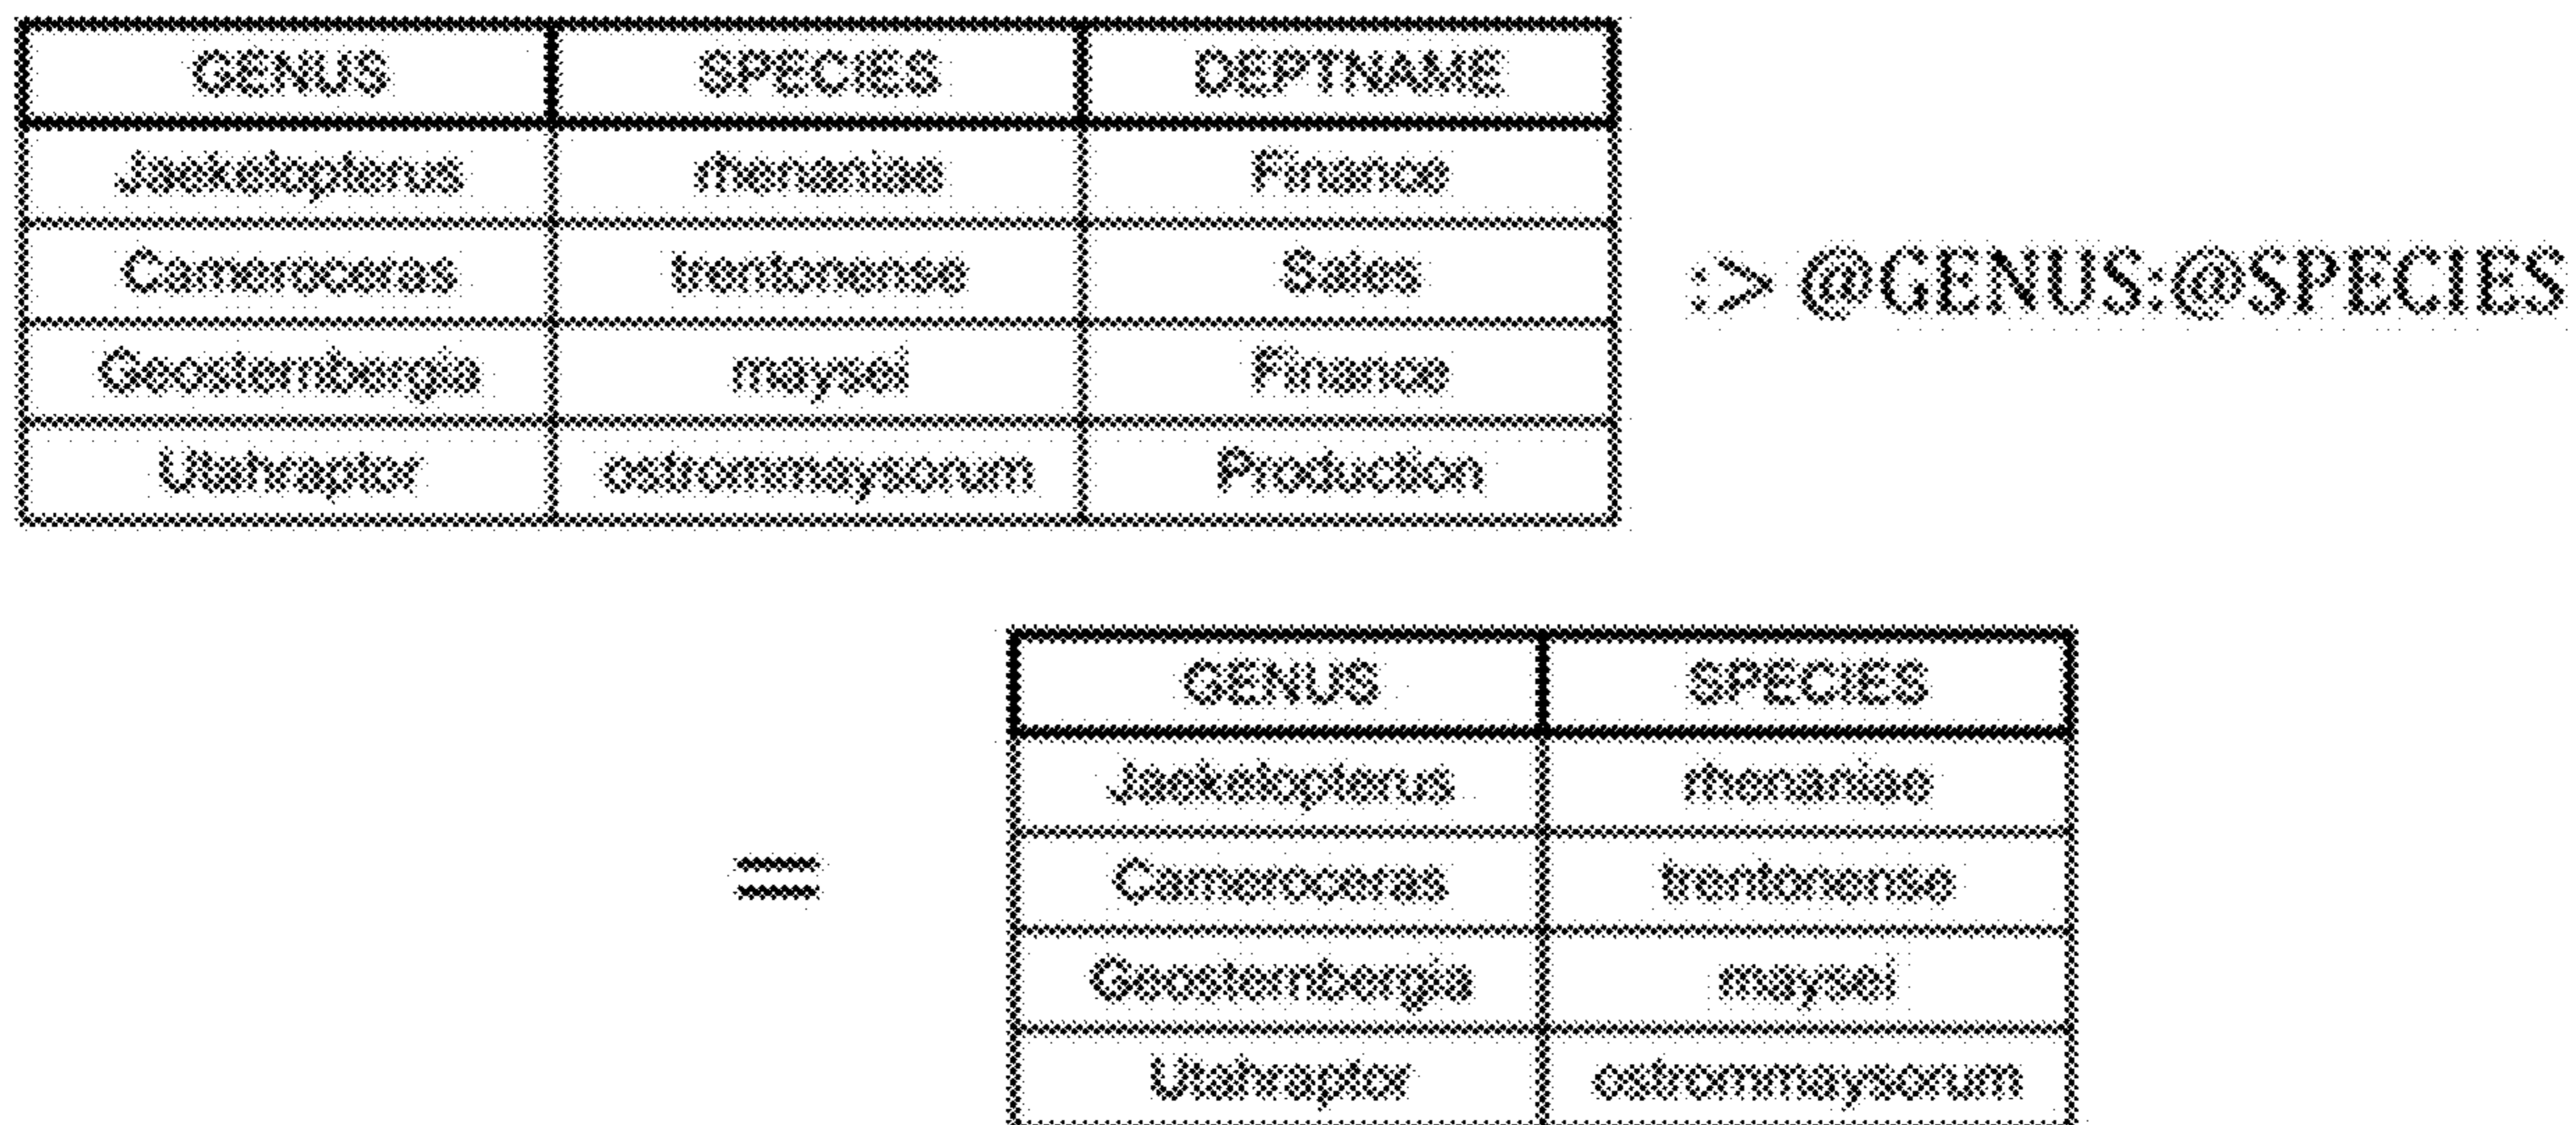 GENUS SPECIES DEPTNAME
Jaekelopterus rhenaniae Finance
Cameroceras trentonense Sales
:> @GENUS:@SPECIES
Geosternbergia maysei Finance
Utahraptor ostrommaysorum Production
GENUS SPECIES
Jaekelopterus rhenaniae
=
Cameroceras trentonense
Geosternbergia maysei
Utahraptor ostrommaysorum